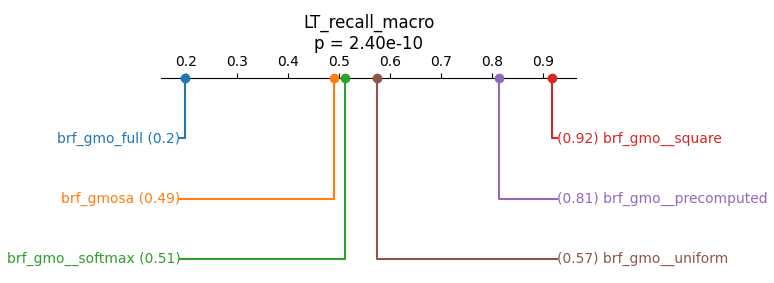 LT_recall_macro
p = 2.40e-10
0.2 0.3 0.4 0.5 0.6 0.7 0.8 0.9
brf_gmo_full (0.2)
(0.92) brf_gmo__square
brf_gmosa (0.49)
(0.81) brf_gmo__precomputed
brf_gmo__softmax (0.51)
(0.57) brf_gmo__uniform